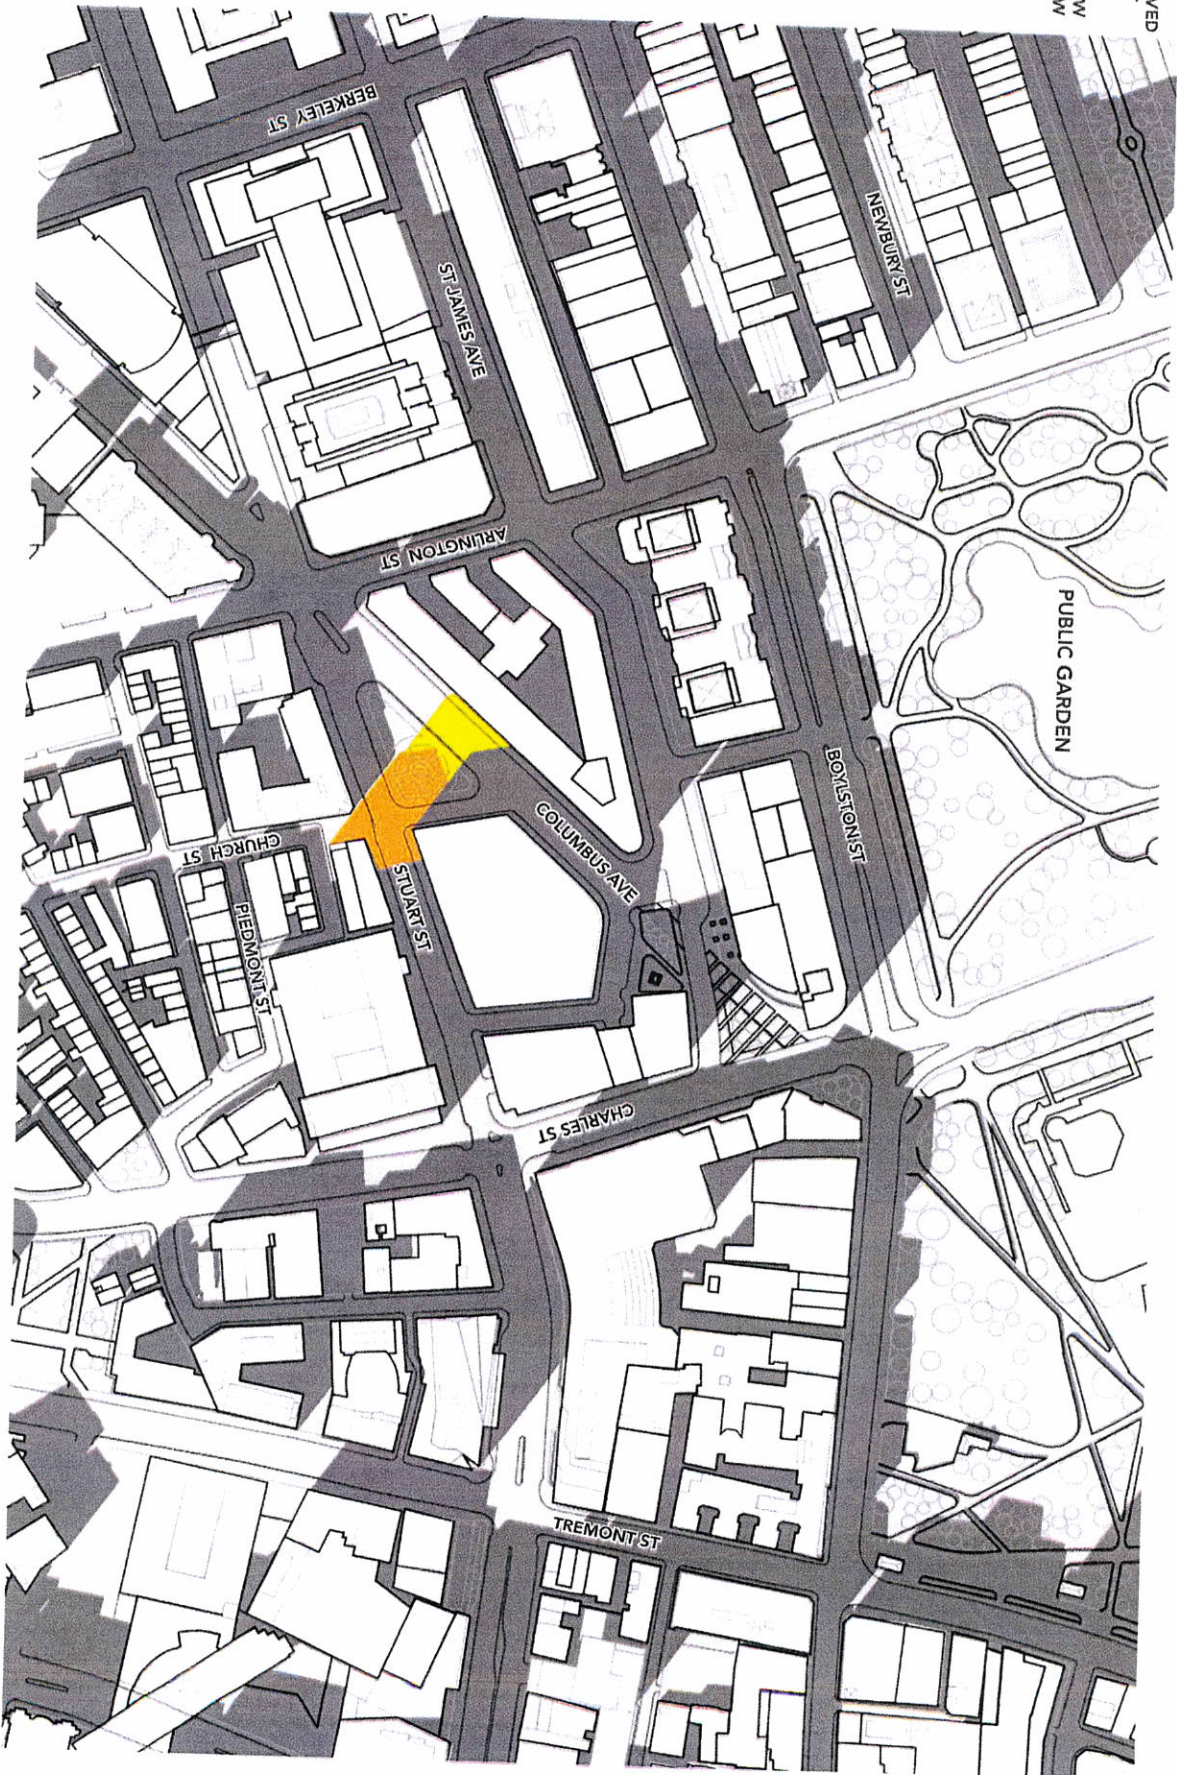 VED
W
W
BERKELEY ST
NEWBURY ST
ST JAMES AVE
ARLINGTON ST
PUBLIC GARDEN
BOYLSTON ST
COLUMBUS AVE
CHURCH ST
STUART ST
PIEDMONT ST
CHARLES ST
TREMONT ST